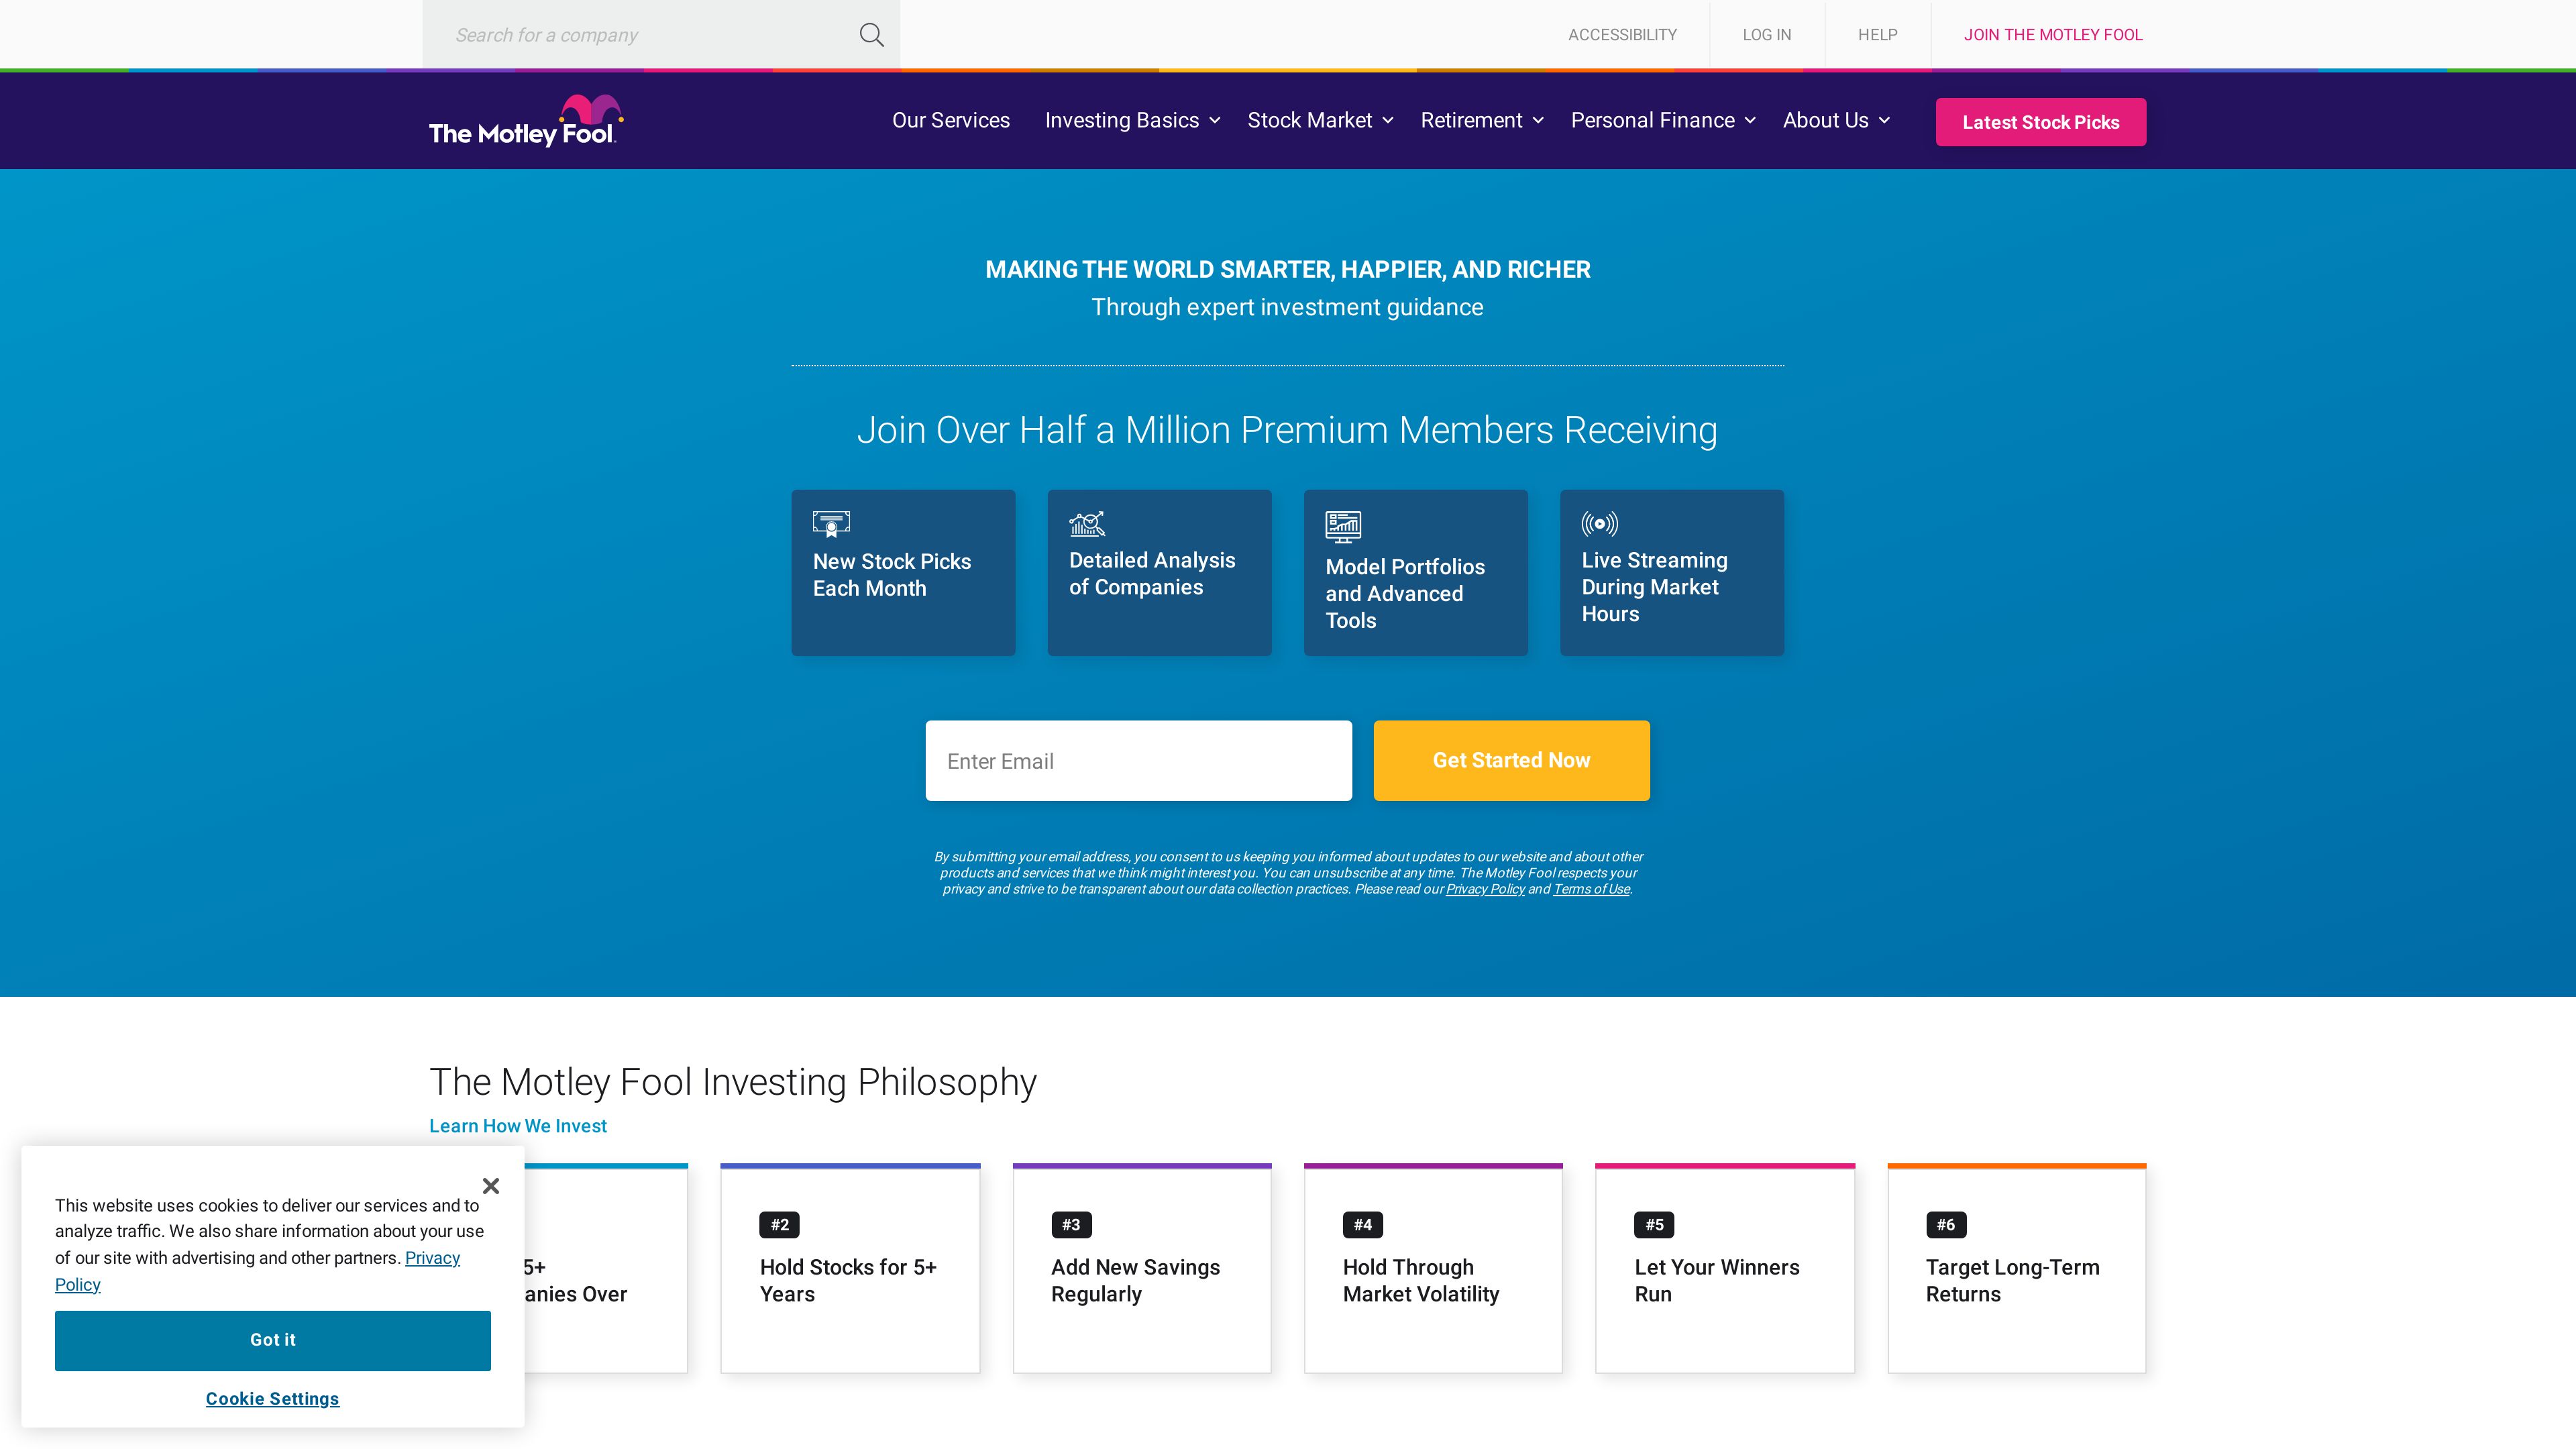 Search for a company
ACCESSIBILITY
LOG IN
HELP
JOIN THE MOTLEY FOOL
The Motley Fool.
Our Services
Investing Basics
Stock Market
Retirement
Personal Finance
About Us
Latest Stock Picks
MAKING THE WORLD SMARTER, HAPPIER, AND RICHER
Through expert investment guidance
Join Over Half a Million Premium Members Receiving
New Stock Picks
Each Month
Detailed Analysis
of Companies
Model Portfolios
and Advanced
Tools
Live Streaming
During Market
Hours
Enter Email
Get Started Now
By submitting your email address, you consent to us keeping you informed about updates to our website and about other
products and services that we think might interest you. You can unsubscribe at any time. The Motley Fool respects your
privacy and strive to be transparent about our data collection practices. Please read our Privacy Policy and Terms of Use.
The Motley Fool Investing Philosophy
Learn How We Invest
5+
anies Over
#2
Hold Stocks for 5+
Years
#3
Add New Savings
Regularly
#4
Hold Through
Market Volatility
#5
Let Your Winners
Run
#6
Target Long-Term
Returns
This website uses cookies to deliver our services and to
analyze traffic. We also share information about your use
of our site with advertising and other partners. Privacy
Policy
Got it
Cookie Settings